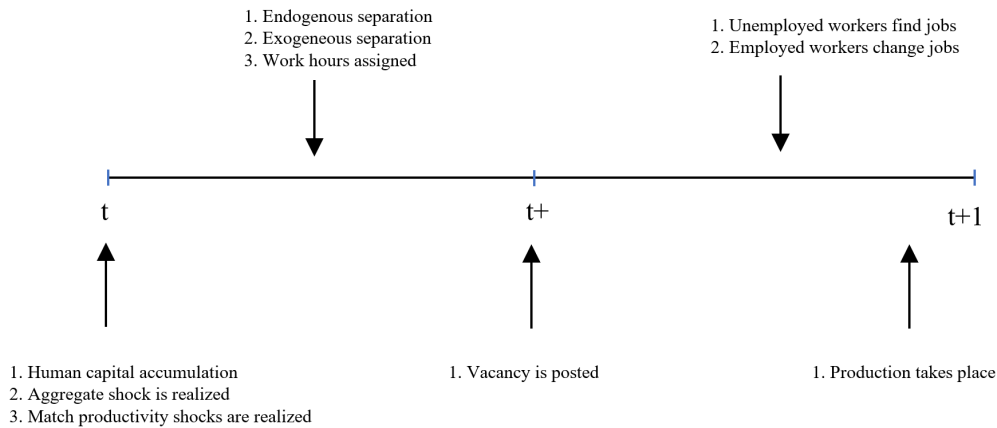 1. Endogenous separation
2. Exogeneous separation
3. Work hours assigned
1. Unemployed workers find jobs
2. Employed workers change jobs
t
t+
t+1
1. Human capital accumulation
2. Aggregate shock is realized
3. Match productivity shocks are realized
1. Vacancy is posted
1. Production takes place